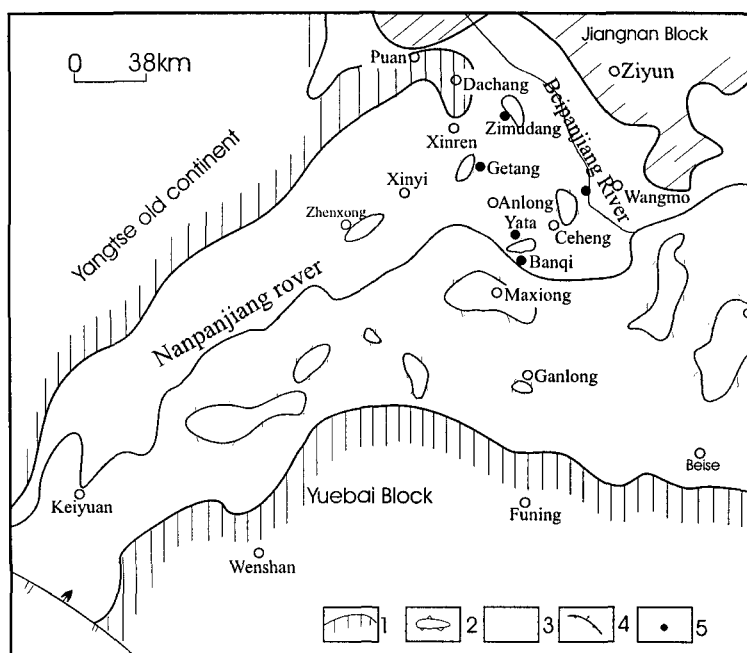 Jiangnan Block
Puan
0 38km
Ziyun
Dachang
Beipanjiang River
Zimudang
Xinren
Getang
Yangtse old continent
Xinyi
Wangmo
Anlong
Zhenxong
Yata
Ceheng
Banqi
Nanpanjiang rover
Maxiong
Ganlong
Beise
Keiyuan
Yuebai Block
Funing
Wenshan
1 2 3 4 5